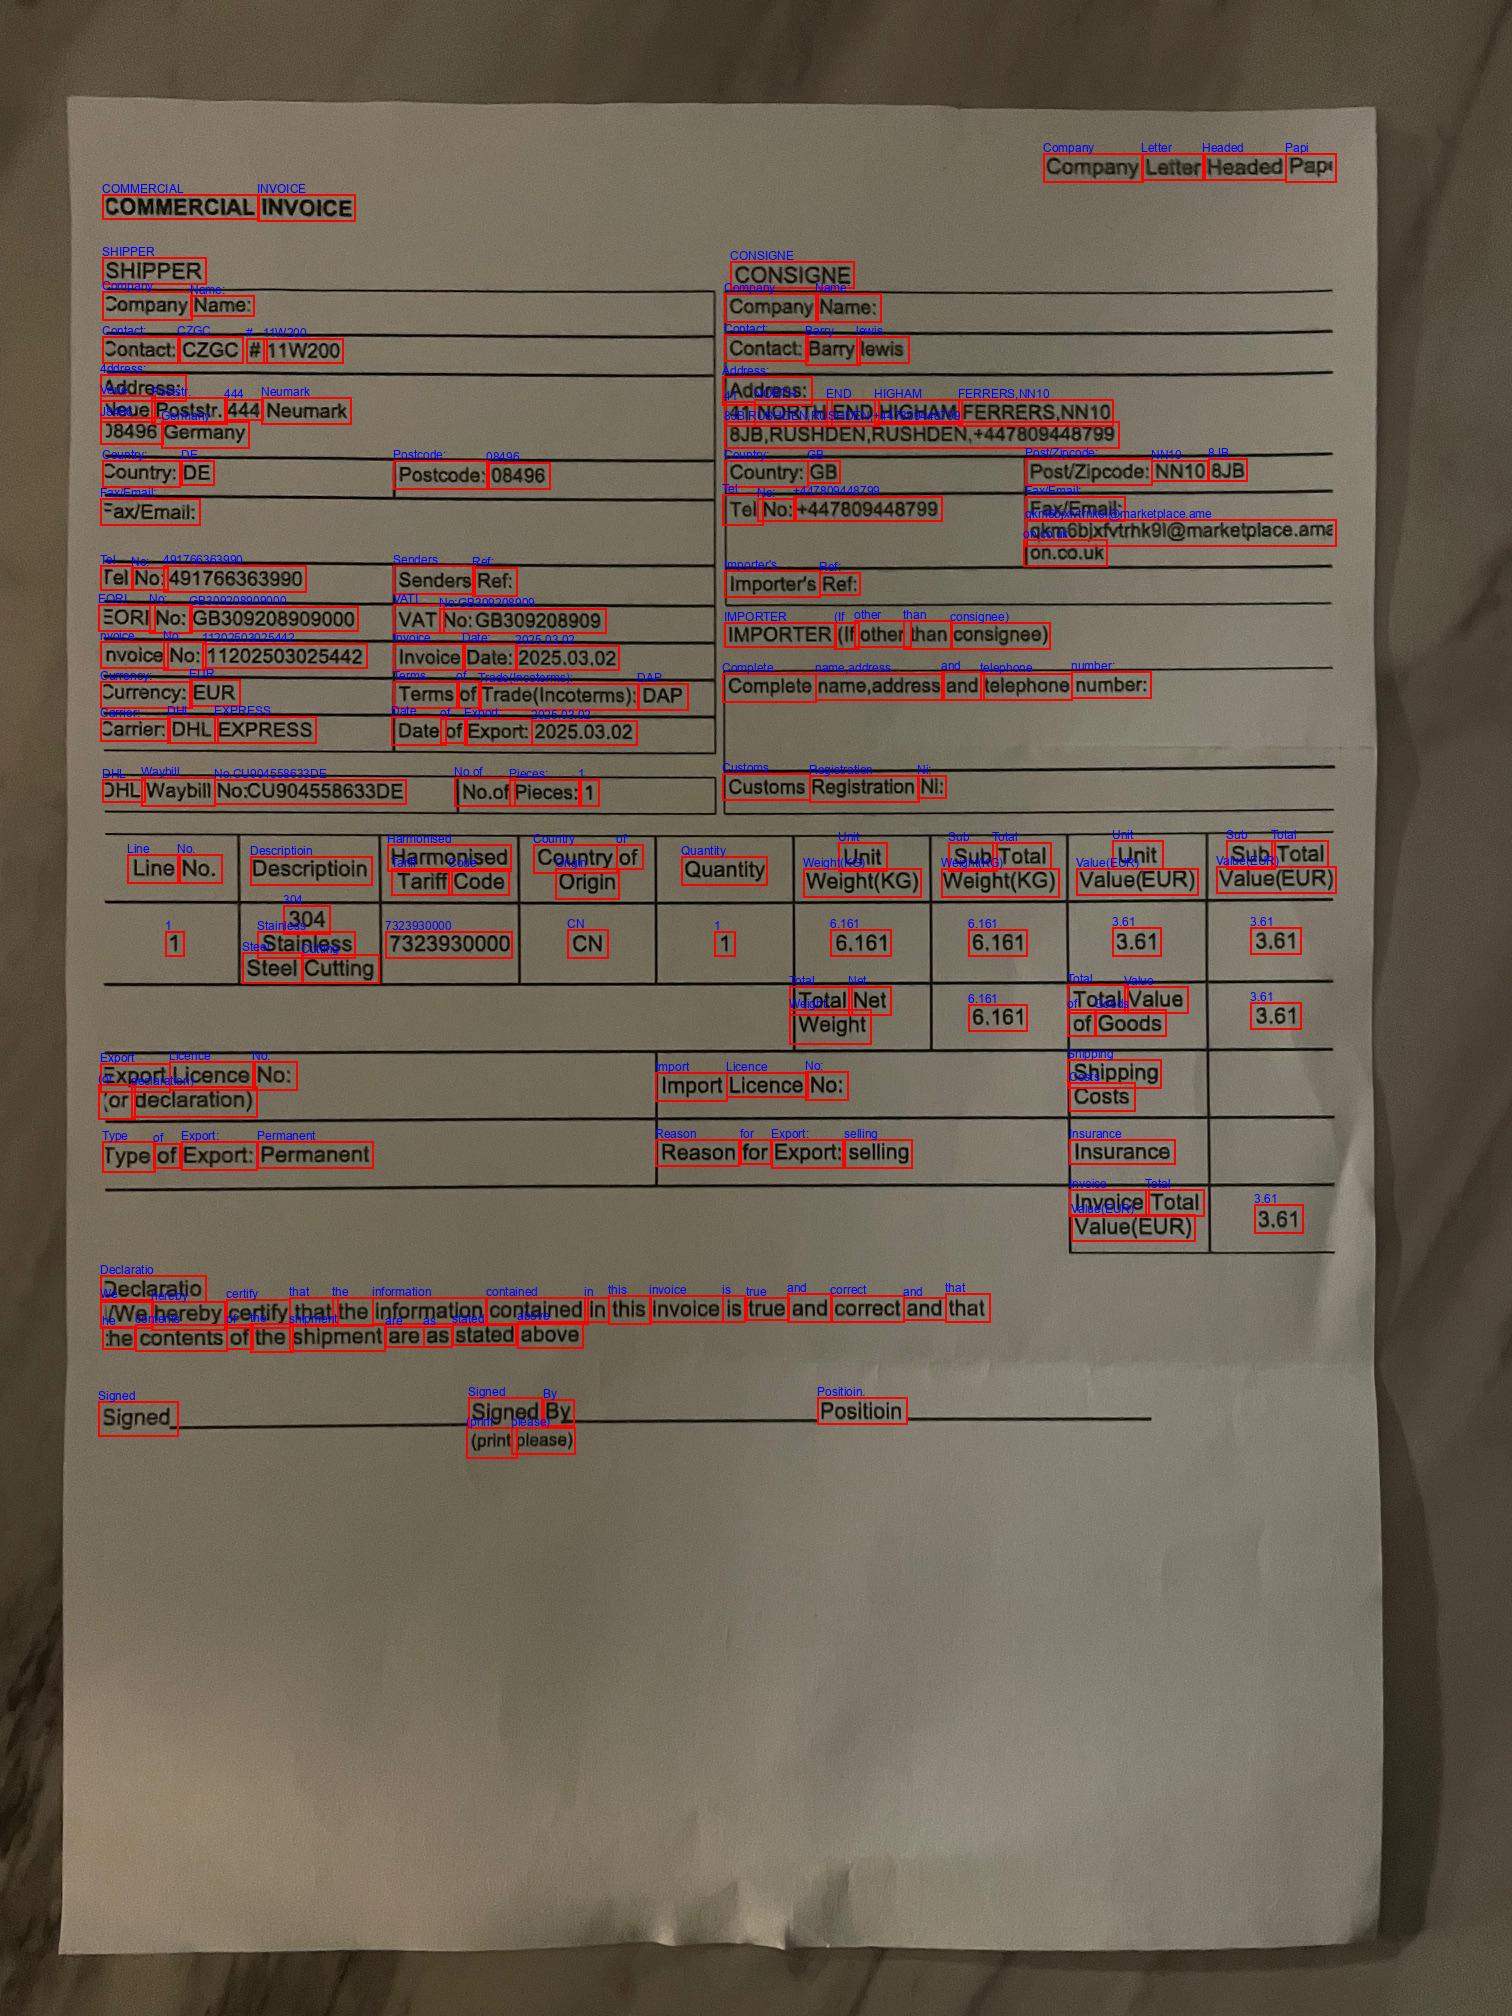 Company Letter Headed Pap
COMMERCIAL INVOICE
SHIPPER
Company Name:
Contact: CZGC # 11W200
Address:
Neue Poststr. 444 Neumark
08496 Germany
Country: DE Postcode: 08496
Fax/Email:
Tel No: 491766363990 Senders Ref:
EORI No: GB309208909000 VAT No:GB309208909
Invoice No: 11202503025442 Invoice Date: 2025.03.02
Currency: EUR Terms of Trade(Incoterms): DAP
Carrier: DHL EXPRESS Date of Export: 2025.03.02
DHL Waybill No:CU904558633DE No.of Pieces: 1
CONSIGNE
Company Name:
Contact: Barry lewis
Address:
41 NORTH END HIGHAM FERRERS,NN10
8JB,RUSHDEN,RUSHDEN,+447809448799
Country: GB Post/Zipcode: NN10 8JB
Tel No: +447809448799 Fax/Email:
qkm6bjxfvtrhk9l@marketplace.ama
on.co.uk
Importer's Ref:
IMPORTER (If other than consignee)
Complete name,address and telephone number:
Customs Registration Ni:
Line No. Descriptioin Harmonised Tariff Code Country of Origin Quantity Unit Weight(KG) Sub Total Weight(KG) Unit Value(EUR) Sub Total Value(EUR)
1 304 Stainless Steel Cutting 7323930000 CN 1 6.161 6.161 3.61 3.61
Total Net Weight 6.161 Total Value of Goods 3.61
Export Licence No: (or declaration) Import Licence No: Shipping Costs
Type of Export: Permanent Reason for Export: selling Insurance
Invoice Total Value(EUR) 3.61
Declaratio
I/We hereby certify that the information contained in this invoice is true and correct and that
the contents of the shipment are as stated above
Signed Signed By Positioin
(print please)